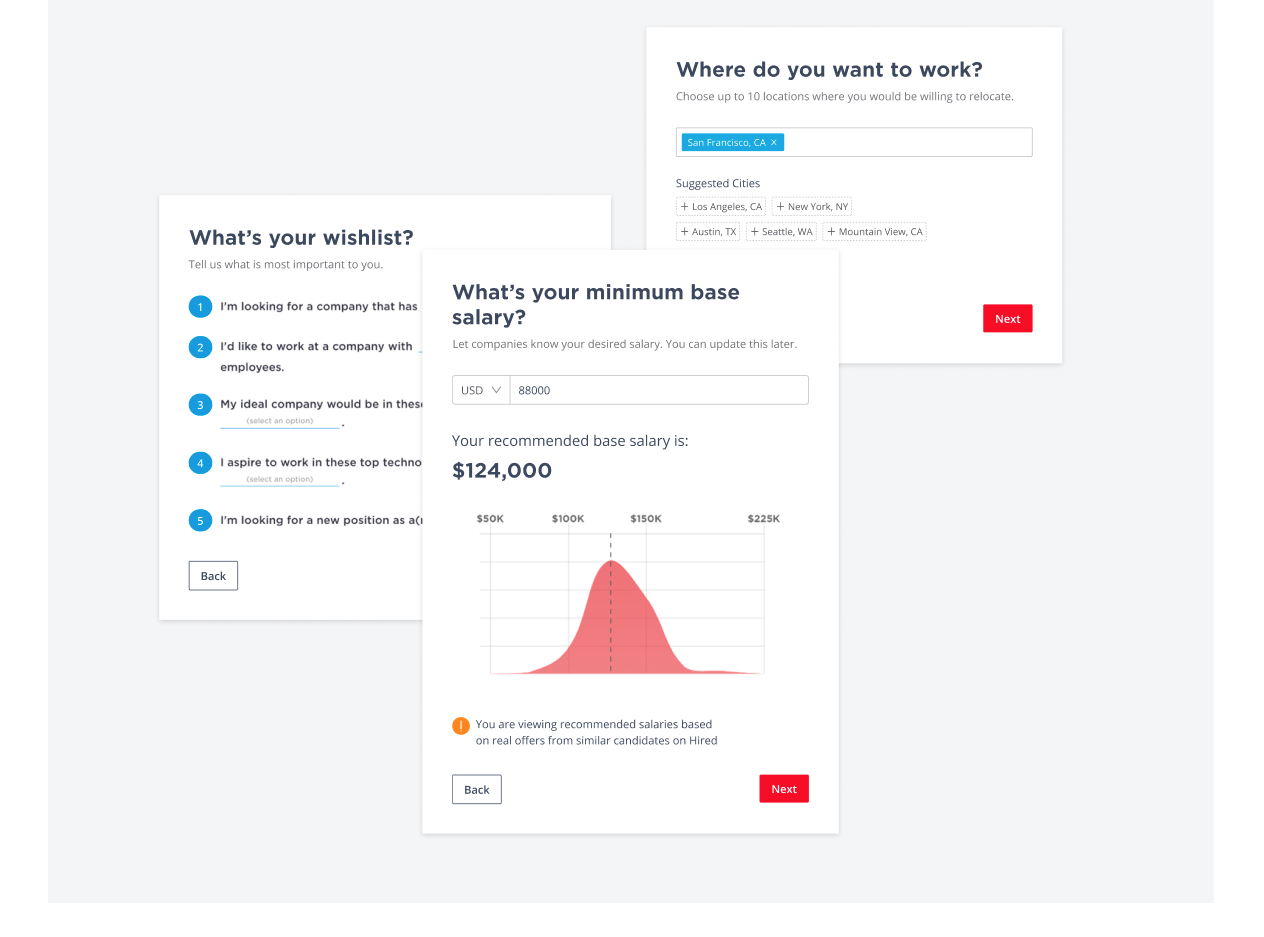 Where do you want to work?
Choose up to 10 locations where you would be willing to relocate.
San Francisco, CA X
Suggested Cities
+ Los Angeles, CA + New York, NY
+ Austin, TX + Seattle, WA + Mountain View, CA
Next
What's your wishlist?
Tell us what is most important to you.
1 I'm looking for a company that has
2 I'd like to work at a company with
employees.
3 My ideal company would be in
(select an option) .
4 I aspire to work in these top
(select an option) .
5 I'm looking for a new position as
Back
What's your minimum base
salary?
Let companies know your desired salary. You can update this later.
USD 88000
Your recommended base salary is:
$124,000
$50K $100K $150K $225K
! You are viewing recommended salaries based
on real offers from similar candidates on Hired
Back Next